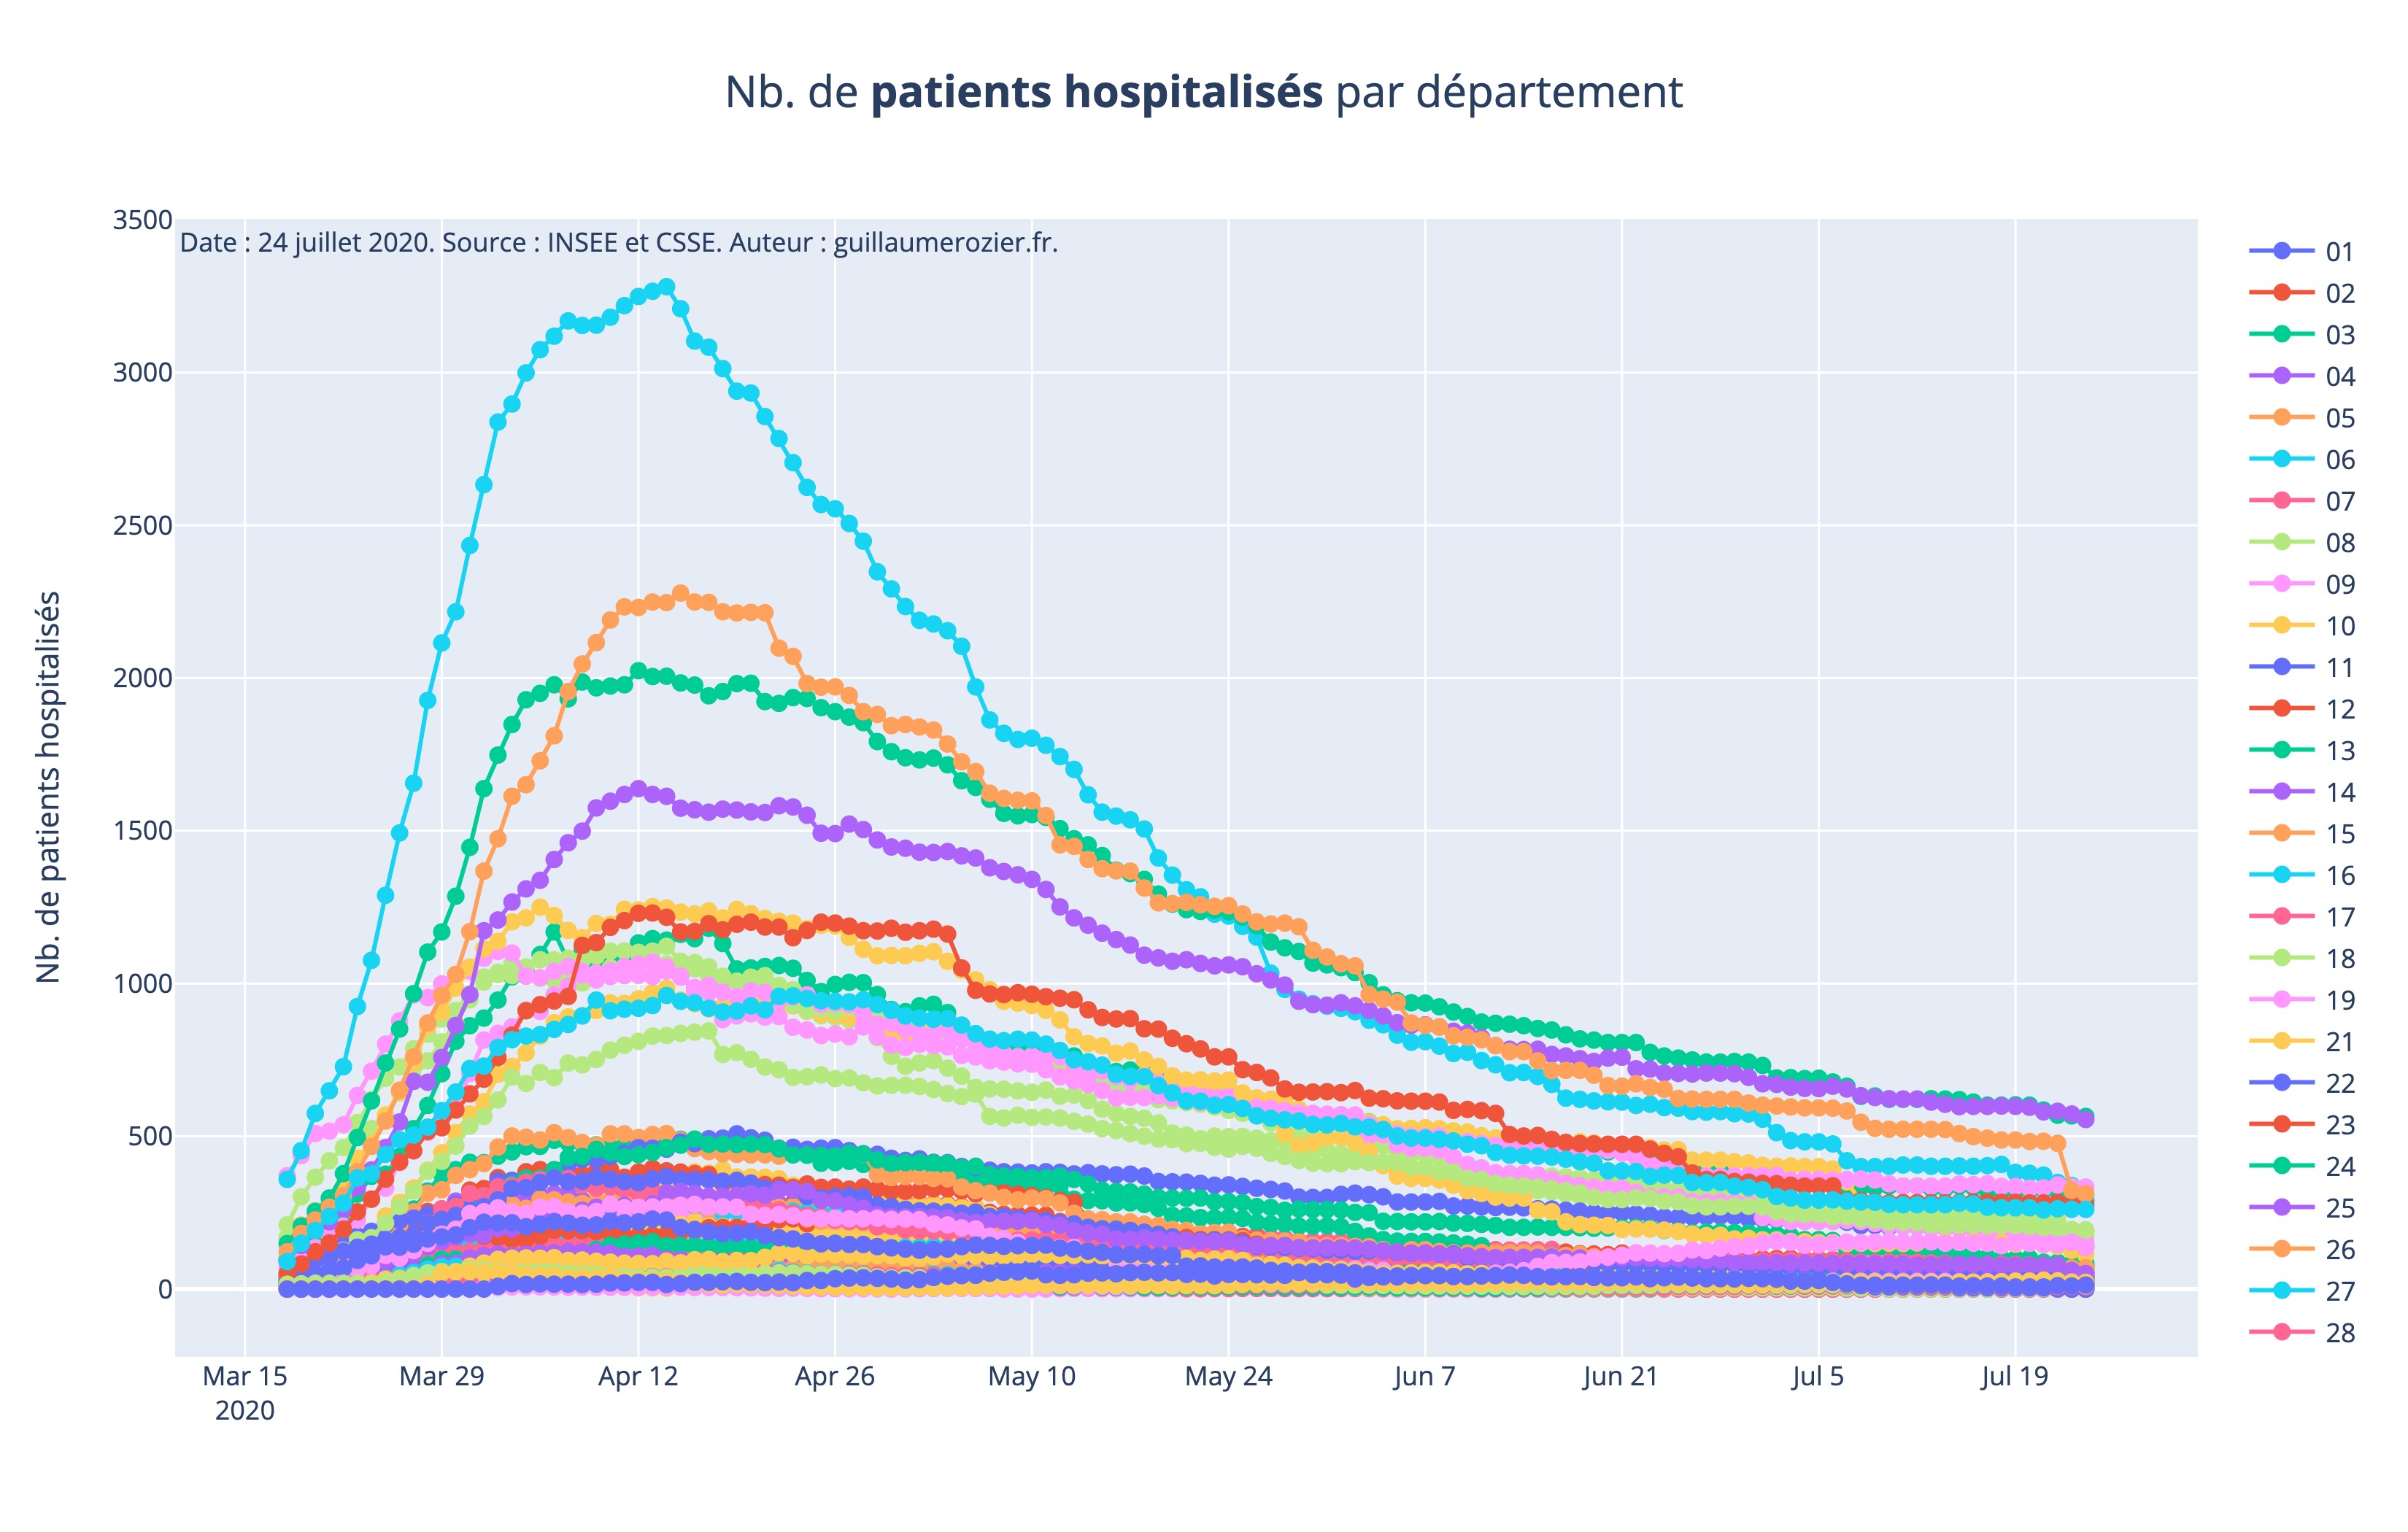 Nb. de patients hospitalisés par département
Date : 24 juillet 2020. Source : INSEE et CSSE. Auteur : guillaumerozier.fr.
Nb. de patients hospitalisés
3500
3000
2500
2000
1500
1000
500
0
Mar 15
2020
Mar 29
Apr 12
Apr 26
May 10
May 24
Jun 7
Jun 21
Jul 5
Jul 19
01
02
03
04
05
06
07
08
09
10
11
12
13
14
15
16
17
18
19
21
22
23
24
25
26
27
28